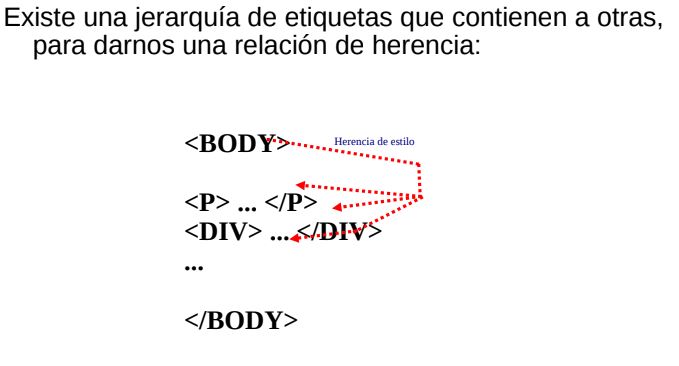 Existe una jerarquía de etiquetas que contienen a otras,
para darnos una relación de herencia:
<BODY>
Herencia de estilo
<P> ... </P>
<DIV> ... </DIV>
...
</BODY>